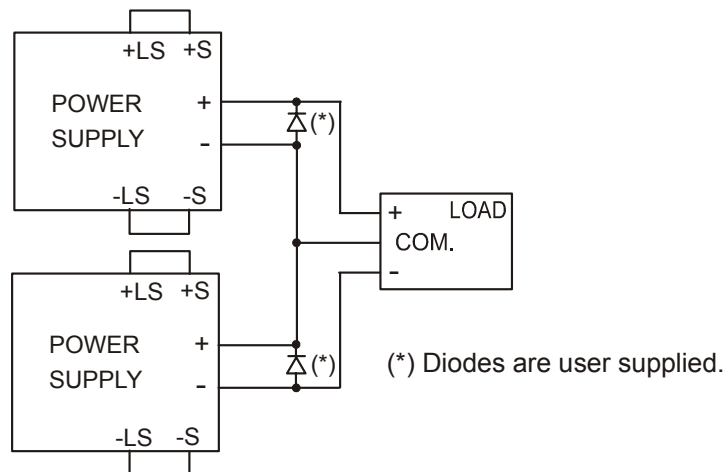 +LS +S
POWER
SUPPLY
+
-
(*)
-LS -S
+ LOAD
COM.
-
+LS +S
POWER
SUPPLY
+
-
(*)
-LS -S
(*) Diodes are user supplied.